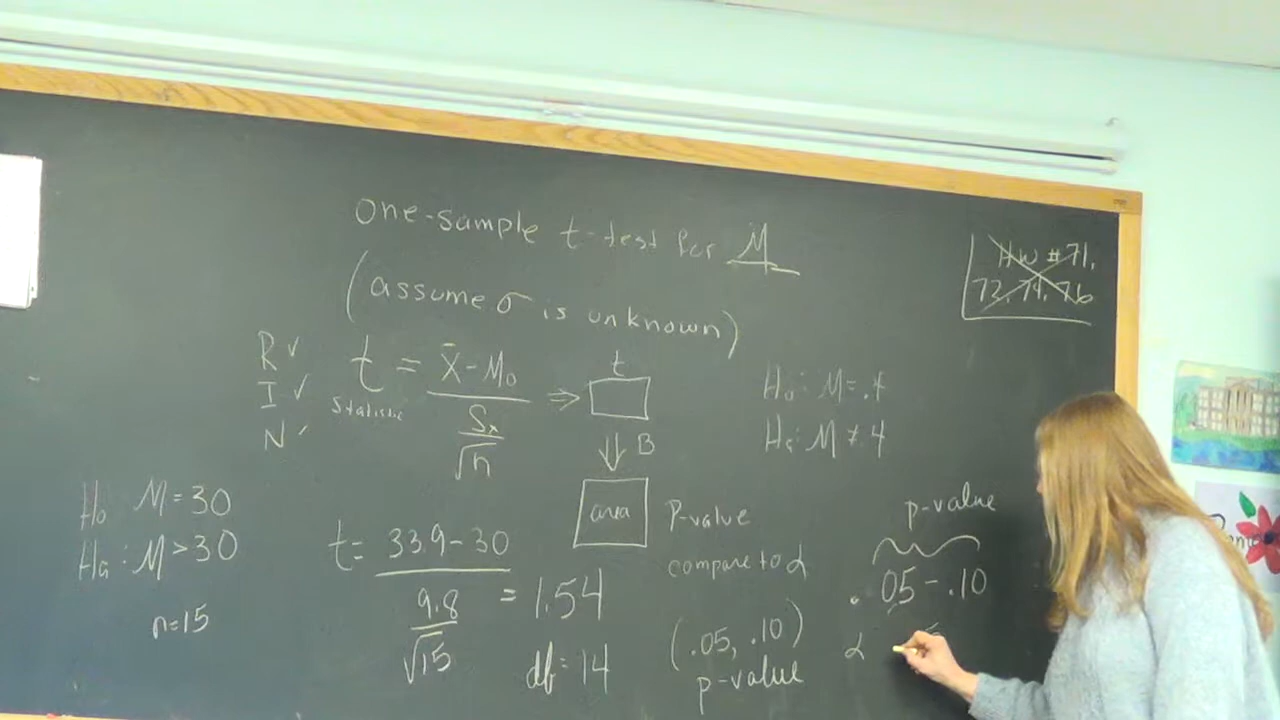 one-sample t-test for μ
(assume σ is unknown)
HW #71,
72, 74, 76
R ✓
I ✓
N ✓
t = x̄ - μ₀
Statistic
Sx
√n
⇒
t
⇓ B
area
H₀: μ = .4
Hₐ: μ ≠ .4
H₀ μ = 30
Hₐ: μ > 30
n=15
t = 33.9 - 30
9.8
√15
= 1.54
df = 14
P-value
compare to α
(.05, .10)
p-value
p-value
.05 - .10
α